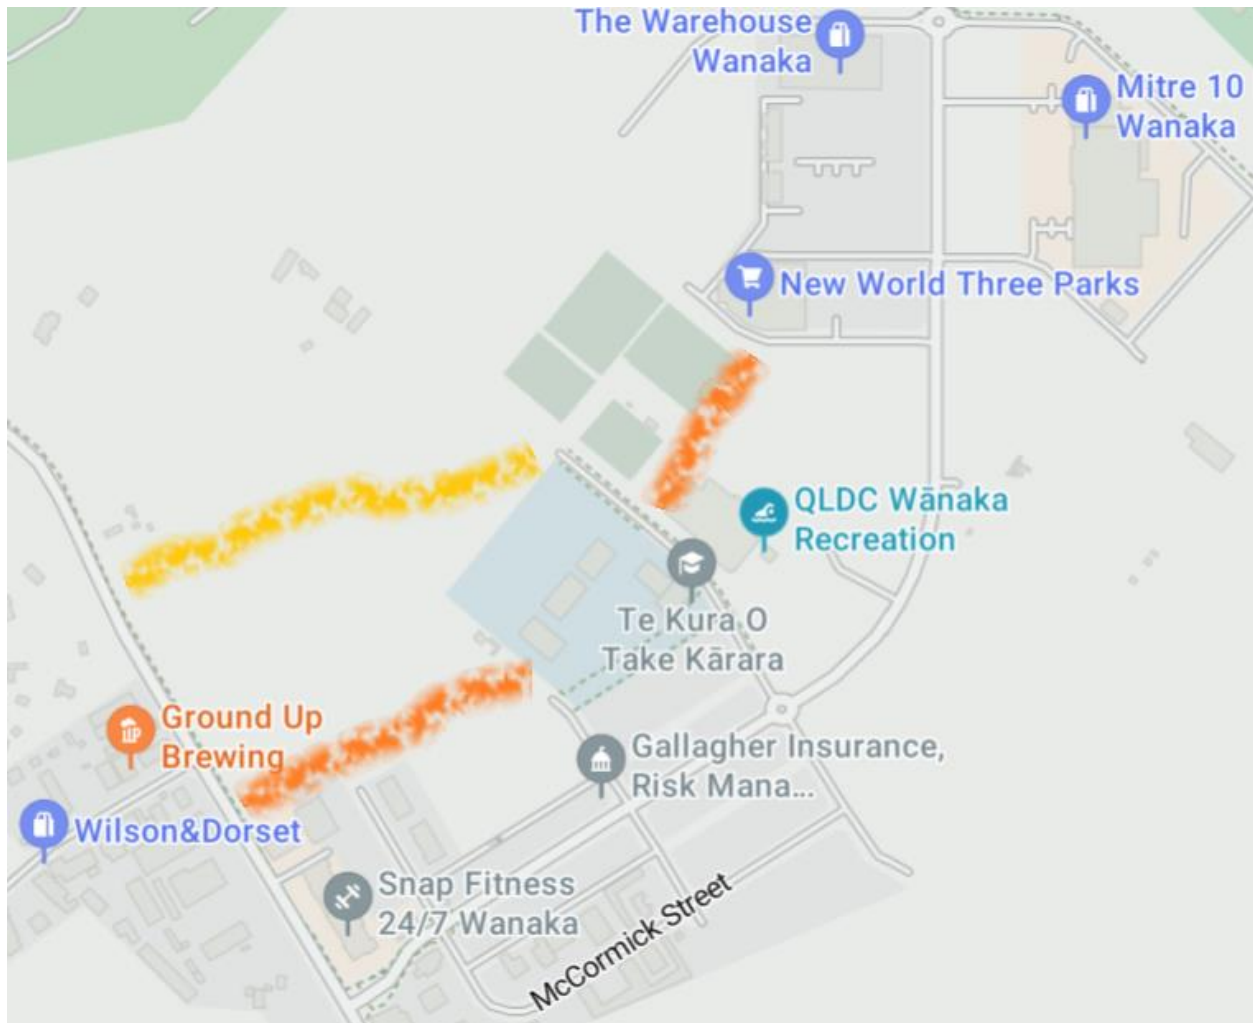 The Warehouse
Wanaka
Mitre 10
Wanaka
New World Three Parks
QLDC Wānaka
Recreation
Te Kura O
Take Kārara
Ground Up
Brewing
UP
Gallagher Insurance,
Risk Mana...
Wilson&Dorset
Snap Fitness
24/7 Wanaka
McCormick Street